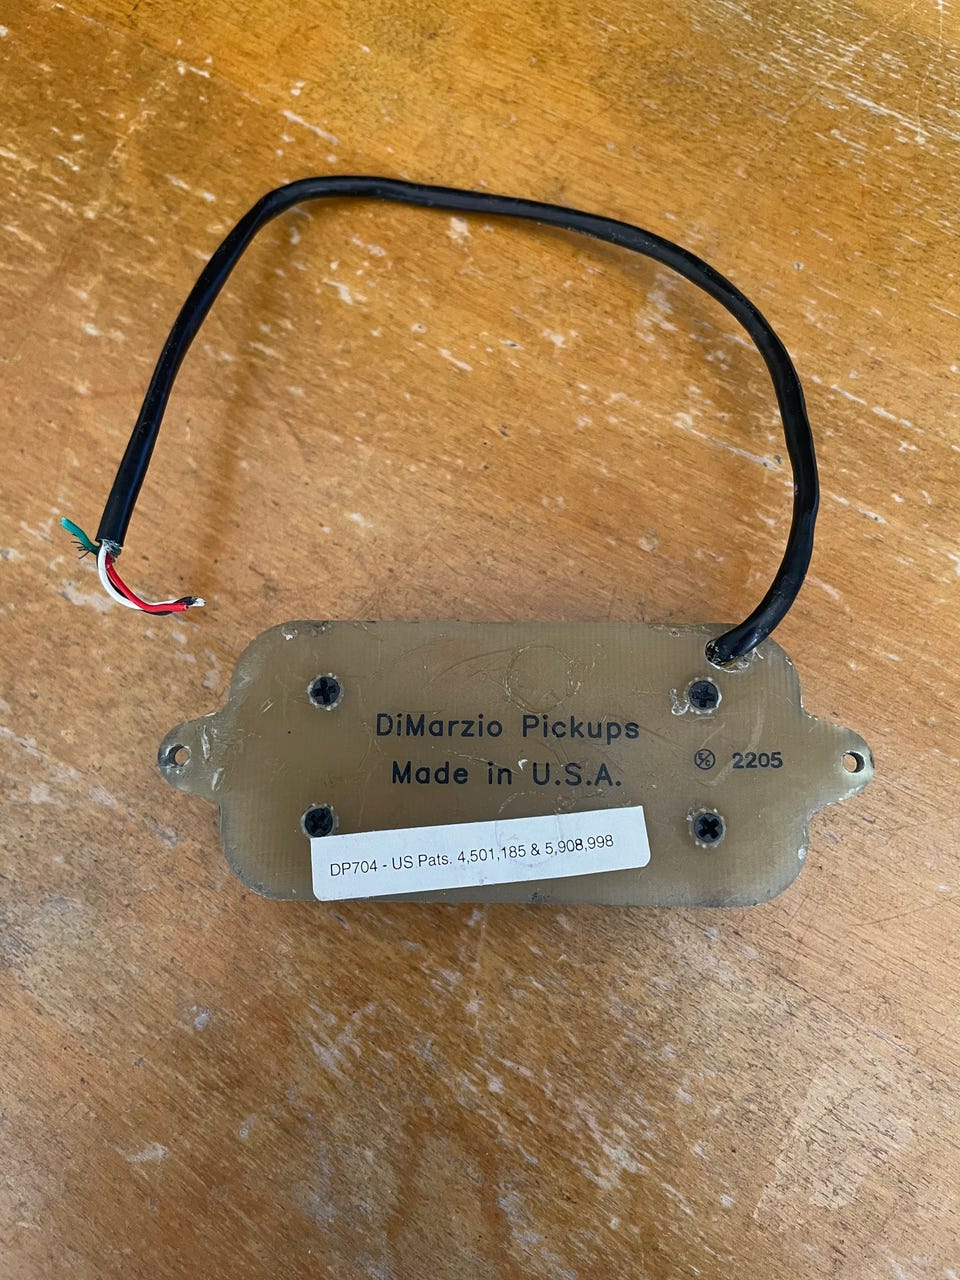 DiMarzio Pickups
Made in U.S.A.
2205
DP704 - US Pats. 4,501,185 & 5,908,998